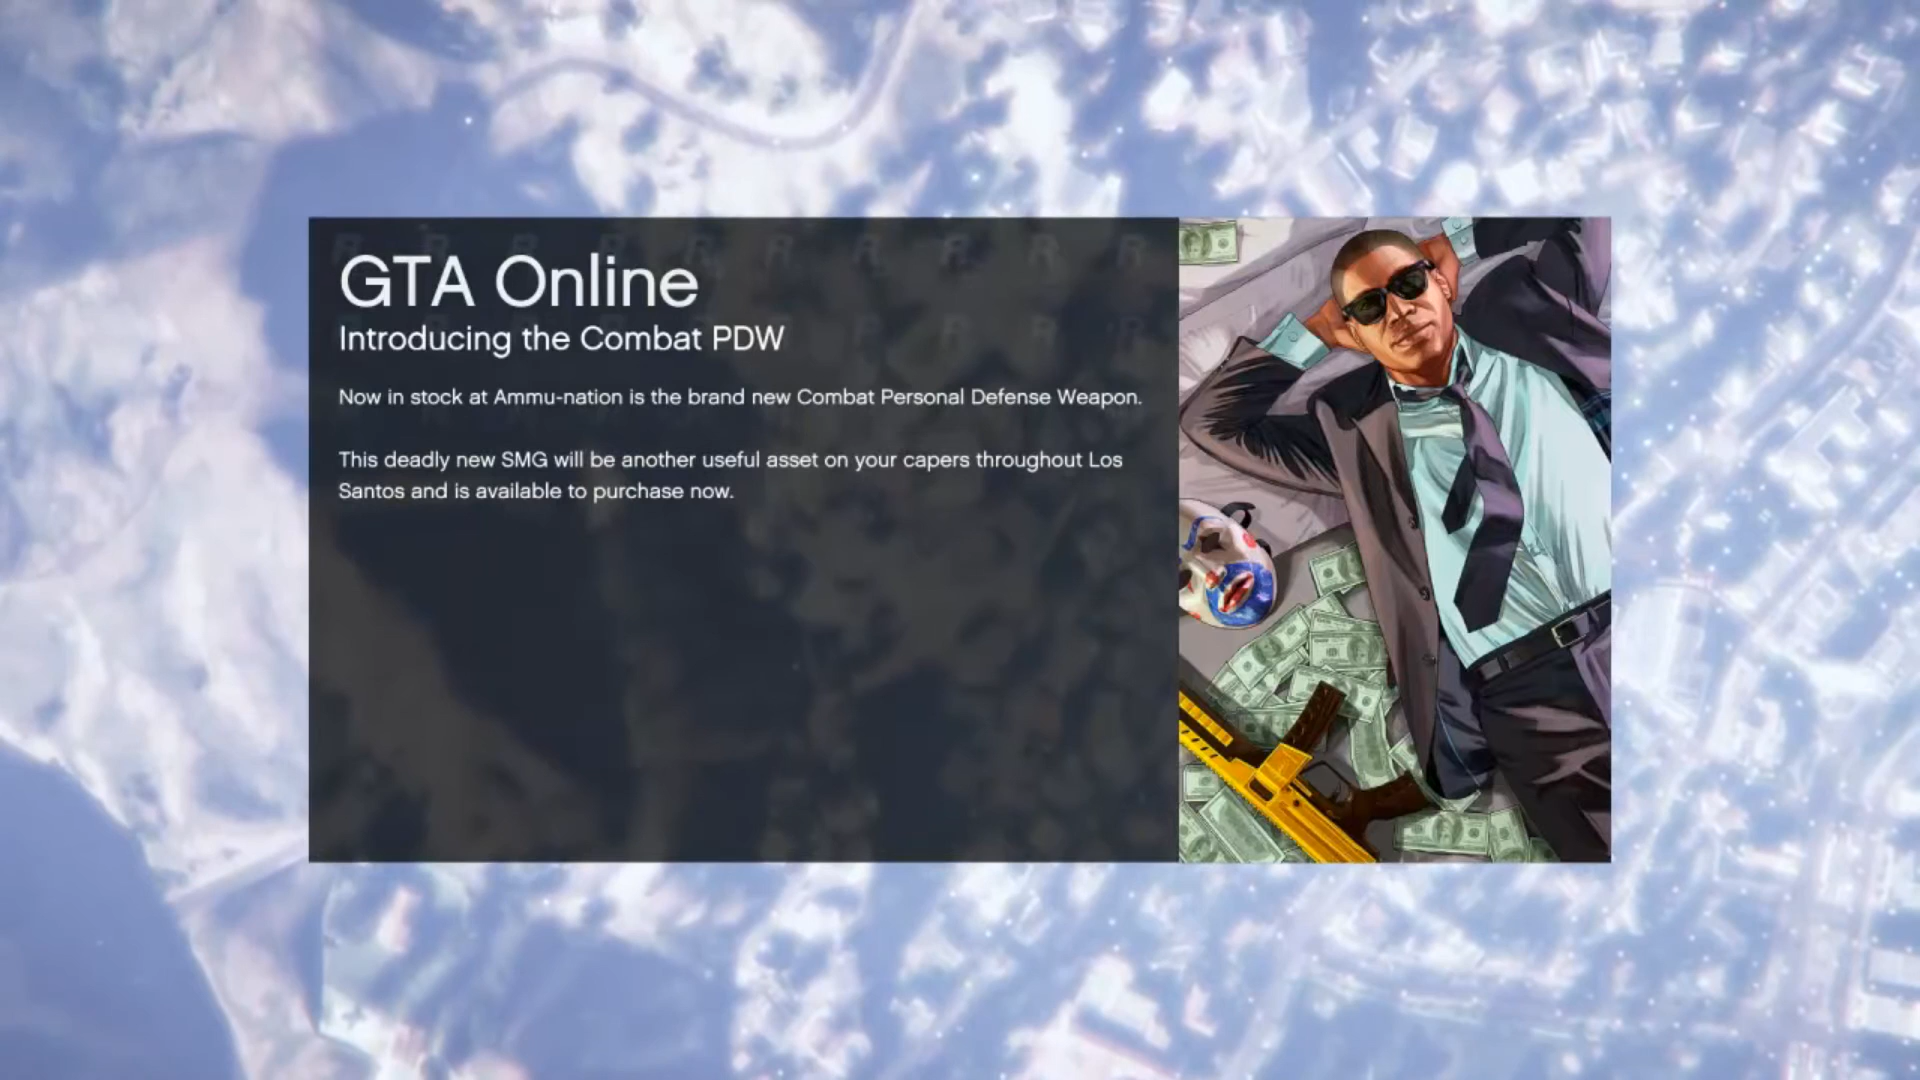 GTA Online
Introducing the Combat PDW
Now in stock at Ammu-nation is the brand new Combat Personal Defense Weapon.
This deadly new SMG will be another useful asset on your capers throughout Los
Santos and is available to purchase now.